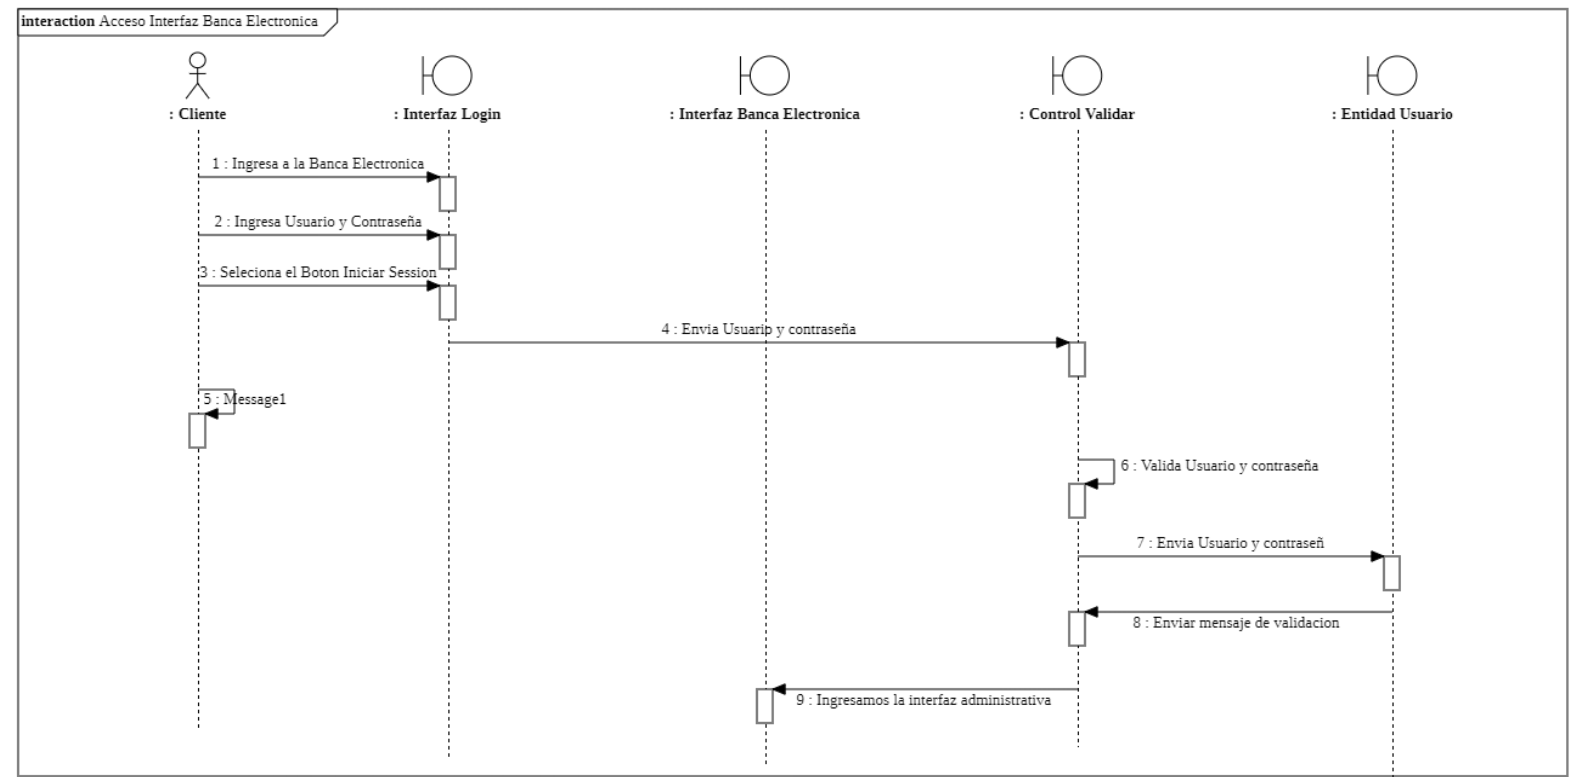 interaction Acceso Interfaz Banca Electronica
: Cliente
: Interfaz Login
: Interfaz Banca Electronica
: Control Validar
: Entidad Usuario
1 : Ingresa a la Banca Electronica
2 : Ingresa Usuario y Contraseña
3 : Seleciona el Boton Iniciar Session
4 : Envia Usuario y contraseña
5 : Message1
6 : Valida Usuario y contraseña
7 : Envia Usuario y contraseñ
8 : Enviar mensaje de validacion
9 : Ingresamos la interfaz administrativa